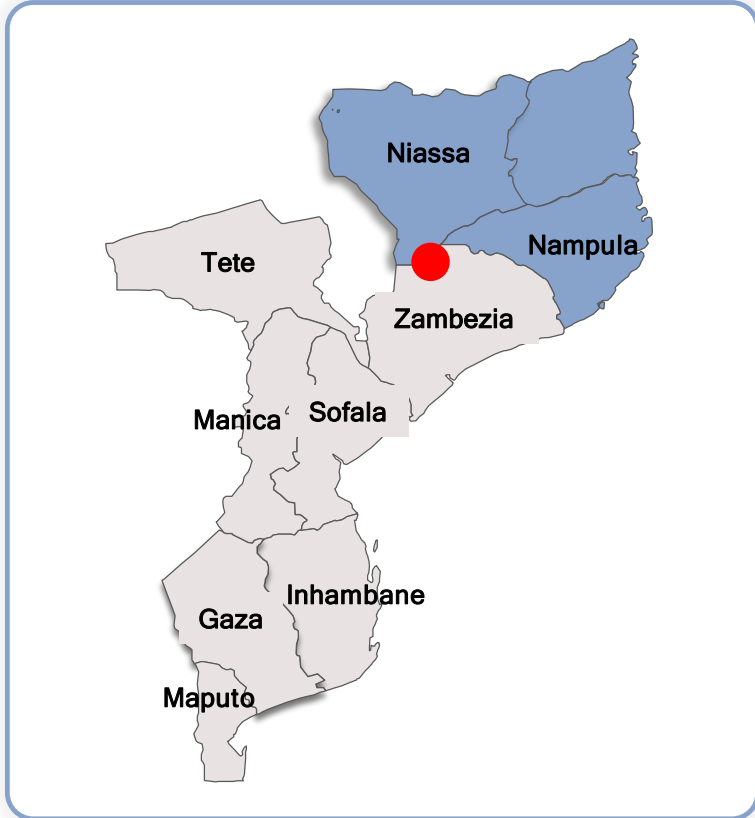 Niassa
Nampula
Tete
Zambezia
Manica
Sofala
Inhambane
Gaza
Maputo